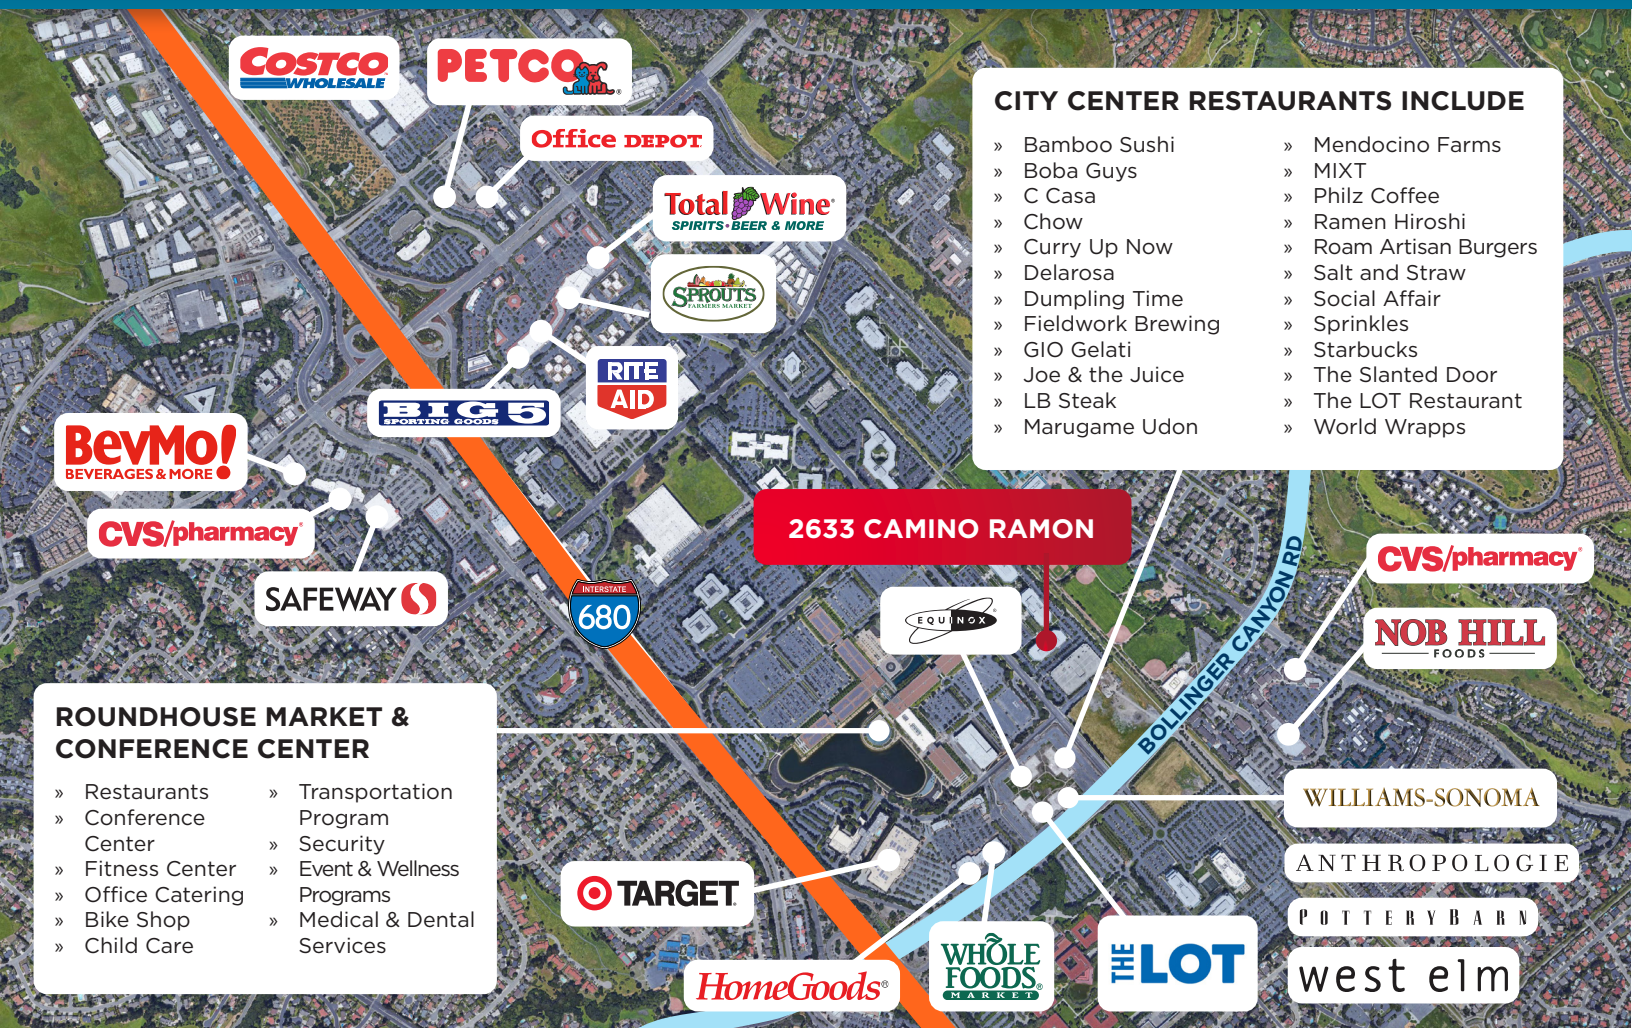 COSTCO
WHOLESALE
PETCO
Office DEPOT
Total Wine
SPIRITS • BEER & MORE
SPROUTS
FARMERS MARKET
RITE
AID
BIG 5
SPORTING GOODS
BevMo!
BEVERAGES & MORE
CVS/pharmacy
SAFEWAY
INTERSTATE
680
CITY CENTER RESTAURANTS INCLUDE
» Bamboo Sushi
» Boba Guys
» C Casa
» Chow
» Curry Up Now
» Delarosa
» Dumpling Time
» Fieldwork Brewing
» GIO Gelati
» Joe & the Juice
» LB Steak
» Marugame Udon
» Mendocino Farms
» MIXT
» Philz Coffee
» Ramen Hiroshi
» Roam Artisan Burgers
» Salt and Straw
» Social Affair
» Sprinkles
» Starbucks
» The Slanted Door
» The LOT Restaurant
» World Wrapps
2633 CAMINO RAMON
EQUINOX
BOLLINGER CANYON RD
CVS/pharmacy
NOB HILL
FOODS
ROUNDHOUSE MARKET &
CONFERENCE CENTER
» Restaurants
» Conference
Center
» Fitness Center
» Office Catering
» Bike Shop
» Child Care
» Transportation
Program
» Security
» Event & Wellness
Programs
» Medical & Dental
Services
TARGET
HomeGoods
WHOLE
FOODS
MARKET
THE LOT
WILLIAMS-SONOMA
ANTHROPOLOGIE
POTTERY BARN
west elm